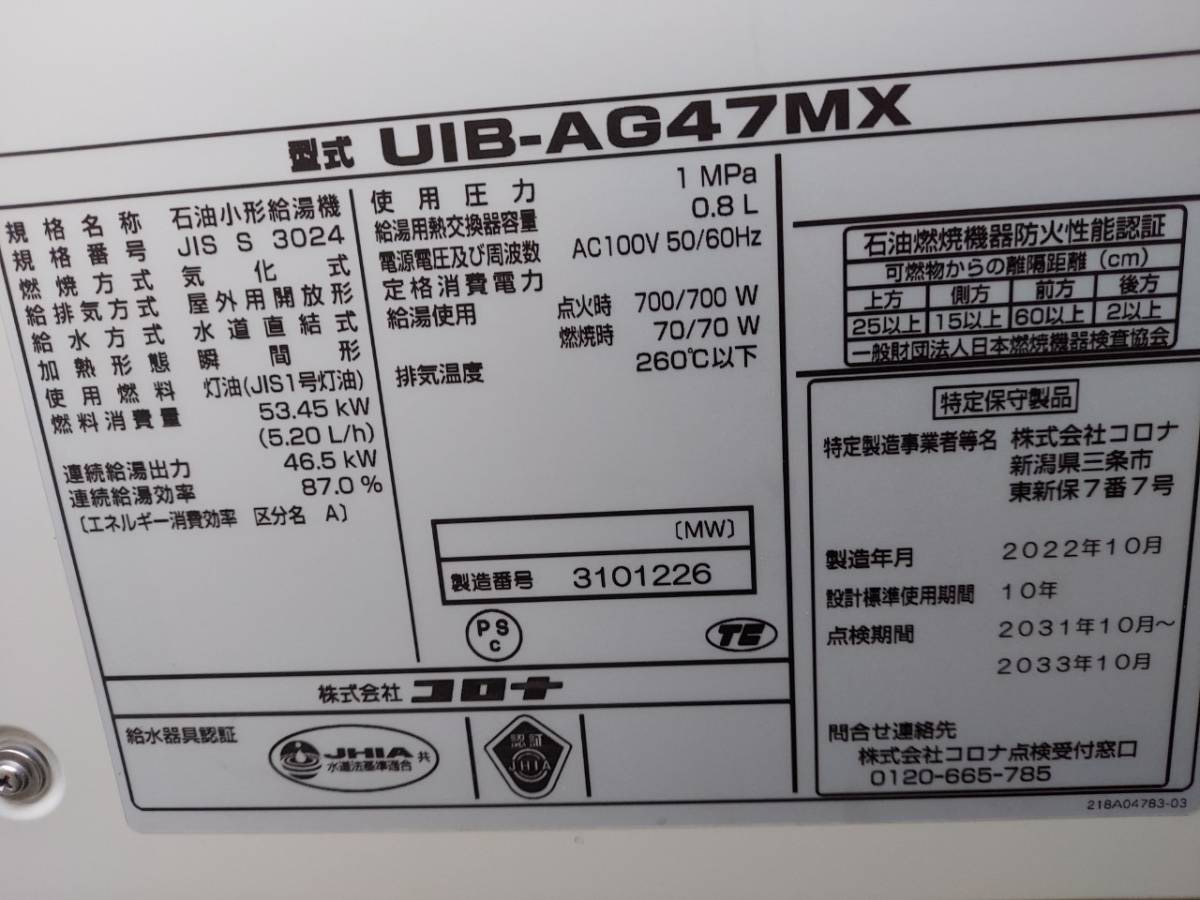 型式 UIB-AG47MX
規格名称 石油小形給湯機
規格番号 JIS S 3024
燃焼方式 気化式
給排気方式 屋外用開放形
給水方式 水道直結式
加熱形態 瞬間形
使用燃料 灯油(JIS1号灯油)
燃料消費量 53.45 kW
(5.20 L/h)
連続給湯出力 46.5 kW
連続給湯効率 87.0 %
〔エネルギー消費効率 区分名 A〕
使用圧力 1 MPa
給湯用熱交換器容量 0.8 L
電源電圧及び周波数 AC100V 50/60Hz
定格消費電力
給湯使用 点火時 700/700 W
燃焼時 70/70 W
排気温度 260℃以下
〔MW〕
製造番号 3101226
PS
C
TE
株式会社 コロナ
給水器具認証
JHIA 共
水道法基準適合
認証
JHIA
石油燃焼機器防火性能認証
可燃物からの離隔距離(cm)
上方 側方 前方 後方
25以上 15以上 60以上 2以上
一般財団法人日本燃焼機器検査協会
特定保守製品
特定製造事業者等名 株式会社コロナ
新潟県三条市
東新保7番7号
製造年月 2022年10月
設計標準使用期間 10年
点検期間 2031年10月〜
2033年10月
問合せ連絡先
株式会社コロナ点検受付窓口
0120-665-785
218A04783-03